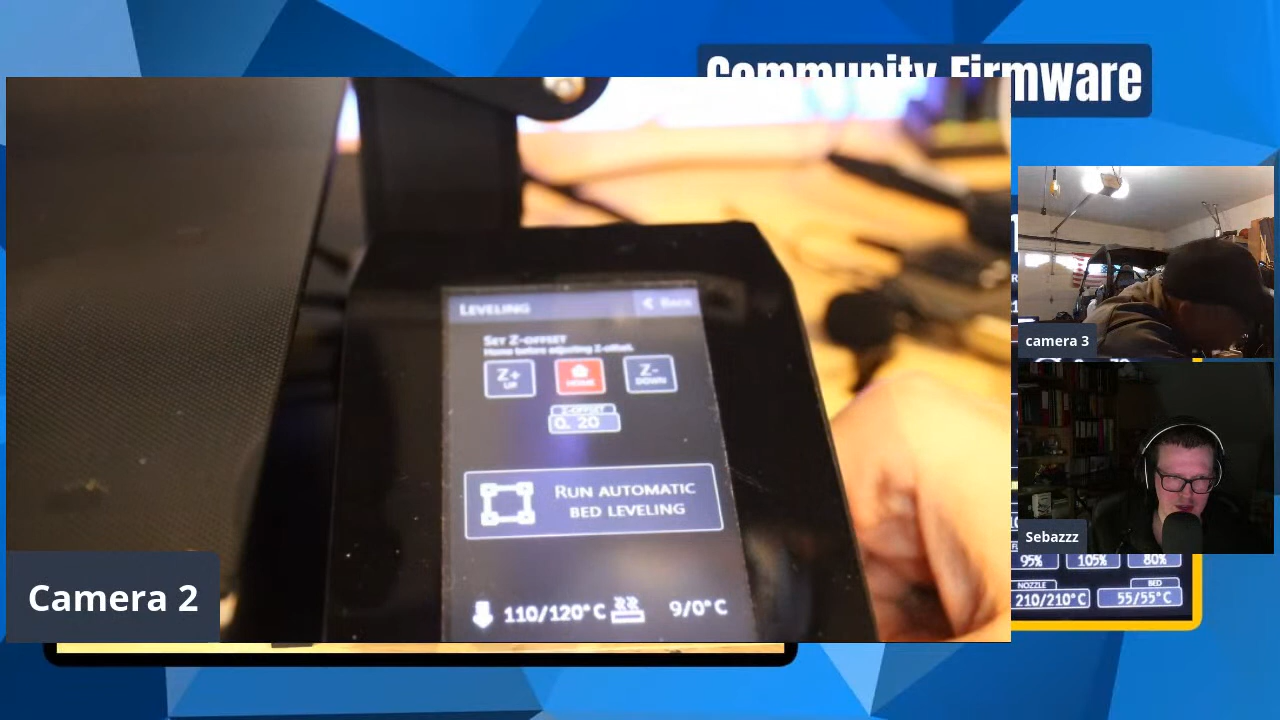 Community Firmware
LEVELING
Back
SET Z-OFFSET
Home before adjusting Z-offset.
Z+
UP
HOME
Z-
DOWN
Z-OFFSET
0. 20
RUN AUTOMATIC
BED LEVELING
110/120°C
9/0°C
Camera 2
camera 3
Sebazzz
95%
105%
80%
NOZZLE
BED
210/210°C
55/55°C